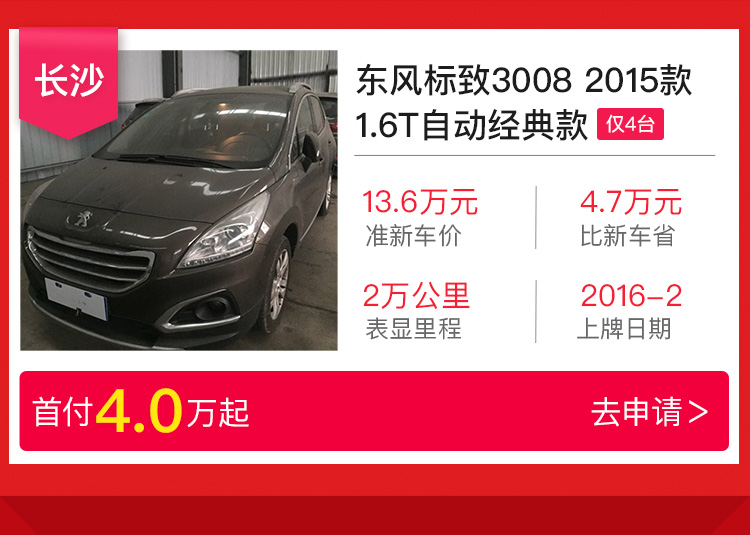 长沙
东风标致3008 2015款
1.6T自动经典款 仅4台
13.6万元
准新车价
4.7万元
比新车省
2万公里
表显里程
2016-2
上牌日期
首付4.0万起
去申请>